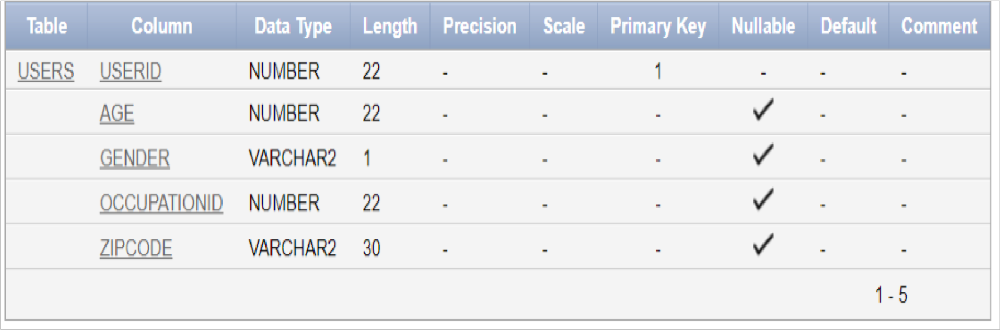 Table Column Data Type Length Precision Scale Primary Key Nullable Default Comment
USERS USERID NUMBER 22 - - 1 - - -
AGE NUMBER 22 - - - ✓ - -
GENDER VARCHAR2 1 - - - ✓ - -
OCCUPATIONID NUMBER 22 - - - ✓ - -
ZIPCODE VARCHAR2 30 - - - ✓ - -
1 - 5